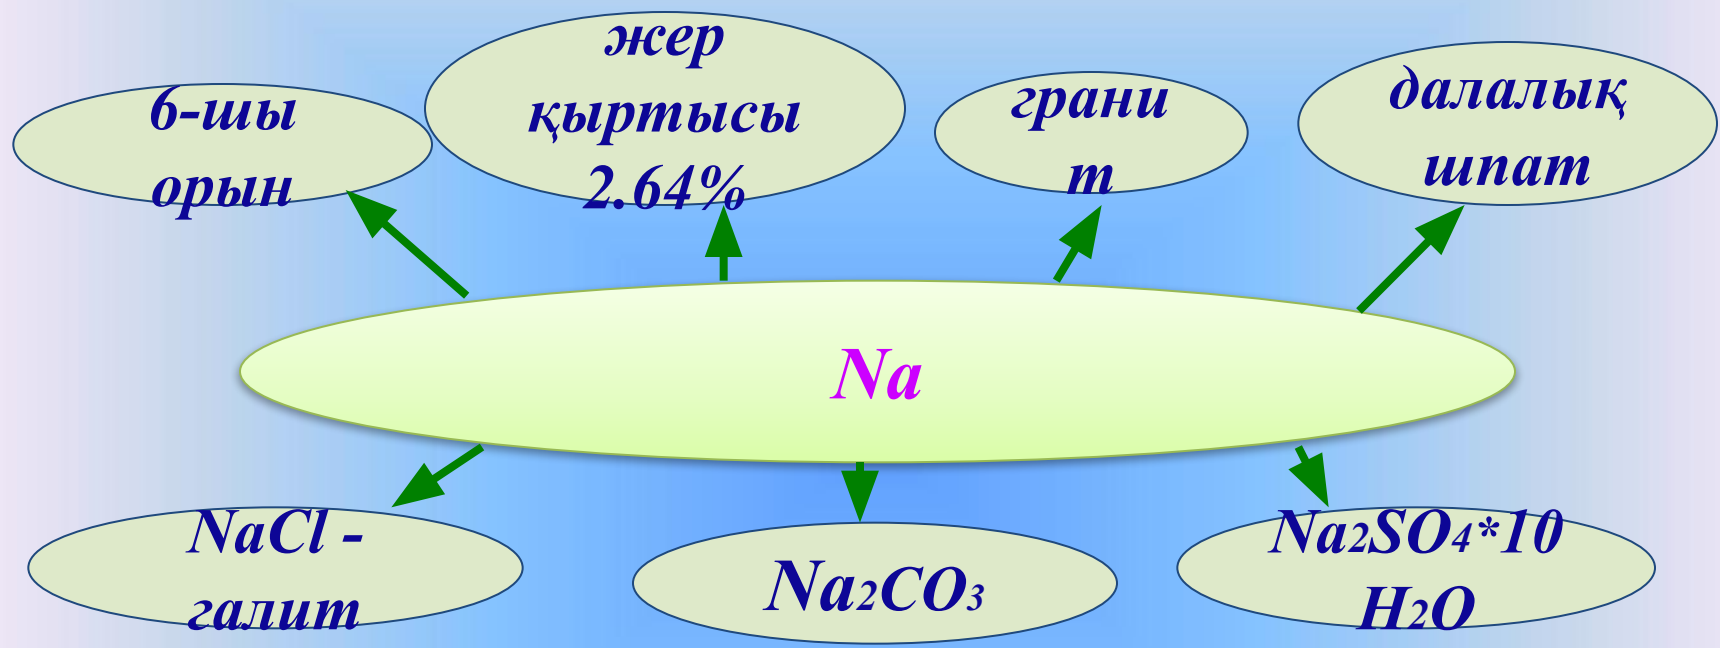 6-шы
орын
жер
қыртысы
2.64%
грани
т
далалық
шпат
Na
NaCl -
галит
Na2CO3
Na2SO4*10
H2O